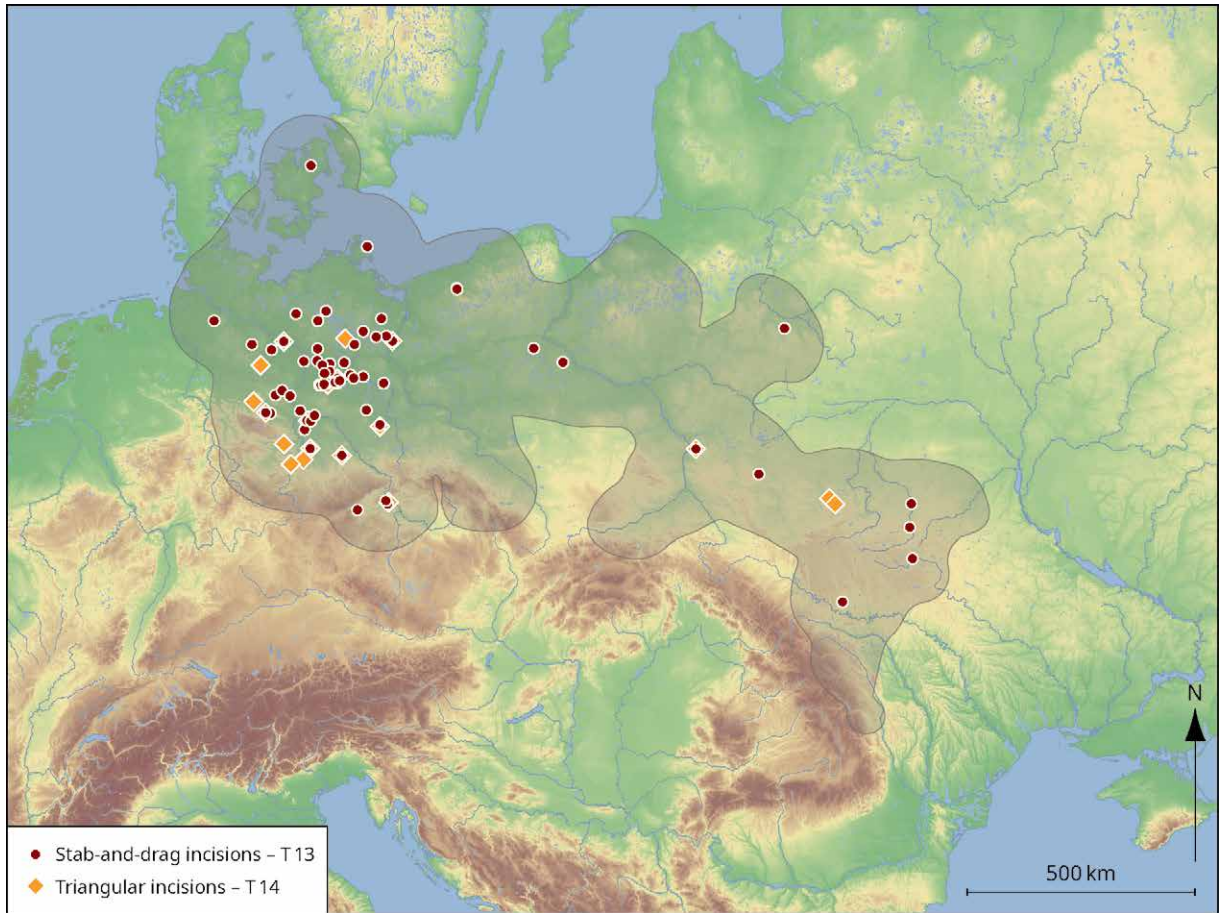 N
500 km
Stab-and-drag incisions – T 13
Triangular incisions – T 14